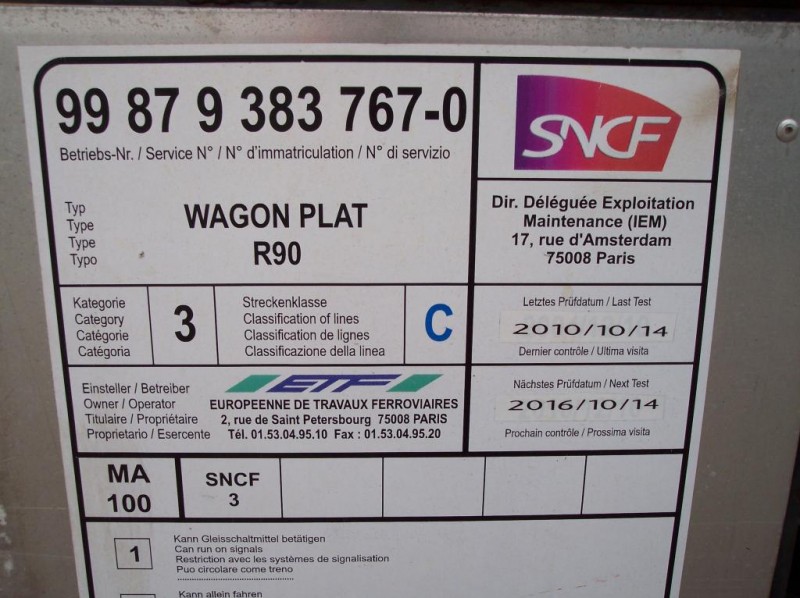 99 87 9 383 767-0
Betriebs-Nr. / Service N° / N° d'immatriculation / N° di servizio
SNCF
Typ
Type
Type
Typo
WAGON PLAT
R90
Dir. Déléguée Exploitation
Maintenance (IEM)
17, rue d'Amsterdam
75008 Paris
Kategorie
Category
Catégorie
Catégoria
3
Streckenklasse
Classification of lines
Classification de lignes
Classificazione della linea
C
Letztes Prüfdatum / Last Test
2010/10/14
Dernier contrôle / Ultima visita
Einsteller / Betreiber
Owner / Operator
Titulaire / Propriétaire
Proprietario / Esercente
ETF
EUROPEENNE DE TRAVAUX FERROVIAIRES
2, rue de Saint Petersbourg 75008 PARIS
Tél. 01.53.04.95.10 Fax : 01.53.04.95.20
Nächstes Prüfdatum / Next Test
2016/10/14
Prochain contrôle / Prossima visita
MA
100
SNCF
3
1
Kann Gleisschaltmittel betätigen
Can run on signals
Restriction avec les systèmes de signalisation
Puo circolare come treno
Kann allein fahren